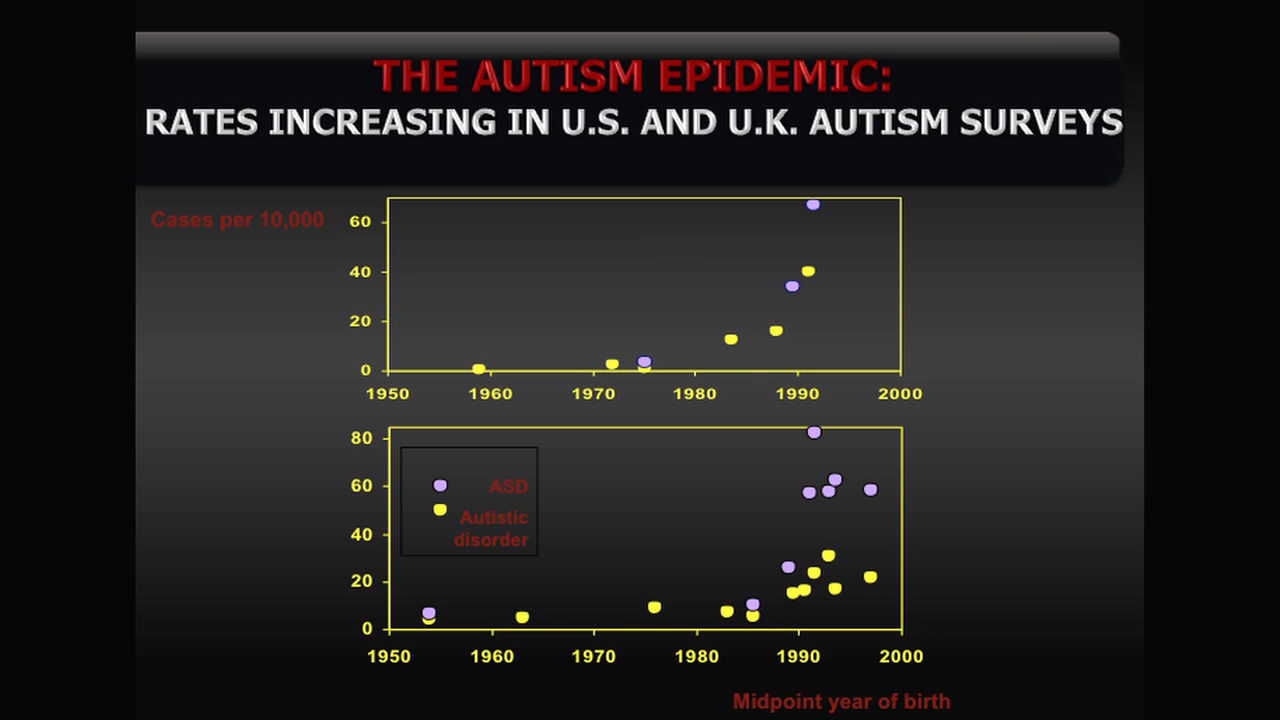 THE AUTISM EPIDEMIC:
RATES INCREASING IN U.S. AND U.K. AUTISM SURVEYS
Cases per 10,000
60
40
20
0
1950 1960 1970 1980 1990 2000
80
60
40
20
0
ASD
Autistic
disorder
1950 1960 1970 1980 1990 2000
Midpoint year of birth